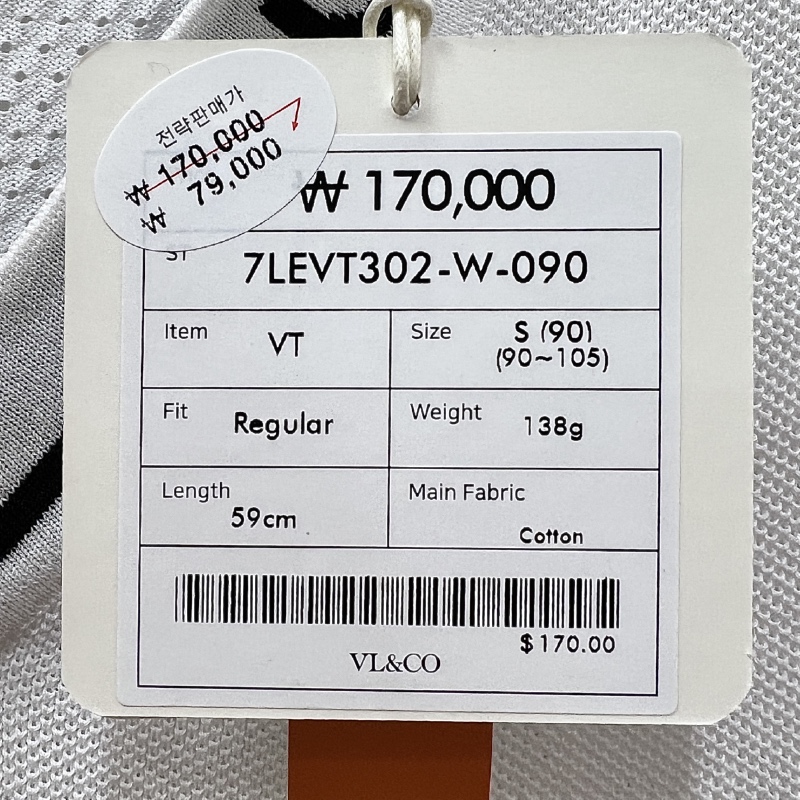 전략판매가
₩ 170,000
₩ 79,000
₩ 170,000
ST
7LEVT302-W-090
Item VT
Size S (90)
(90~105)
Fit Regular
Weight 138g
Length
59cm
Main Fabric
Cotton
$170.00
VL&CO